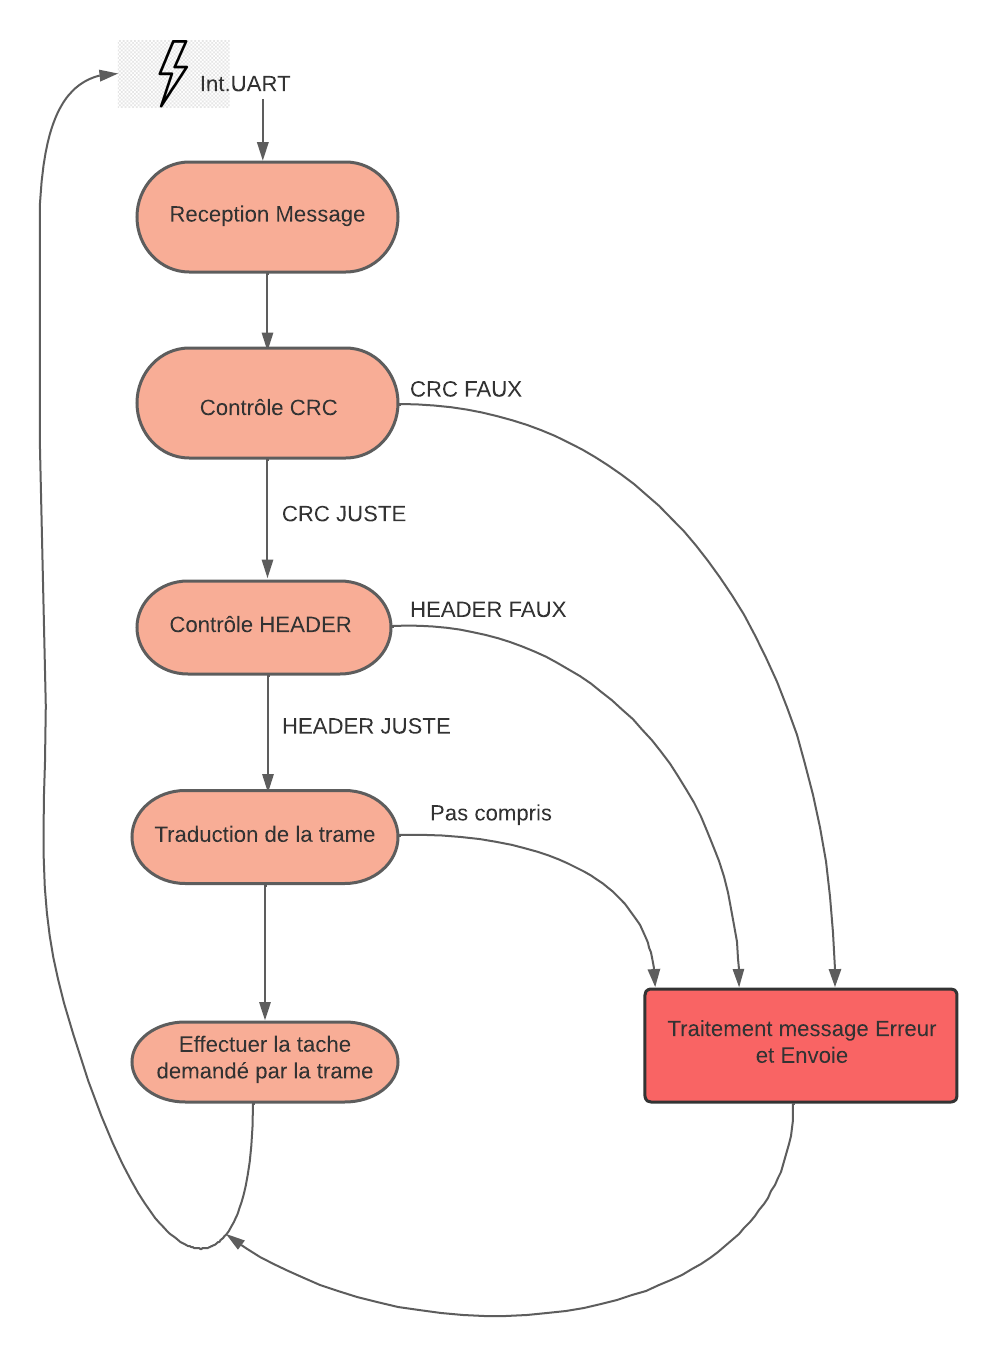 Int.UART
Reception Message
Contrôle CRC
CRC FAUX
CRC JUSTE
Contrôle HEADER
HEADER FAUX
HEADER JUSTE
Pas compris
Traduction de la trame
Effectuer la tache
demandé par la trame
Traitement message Erreur
et Envoie